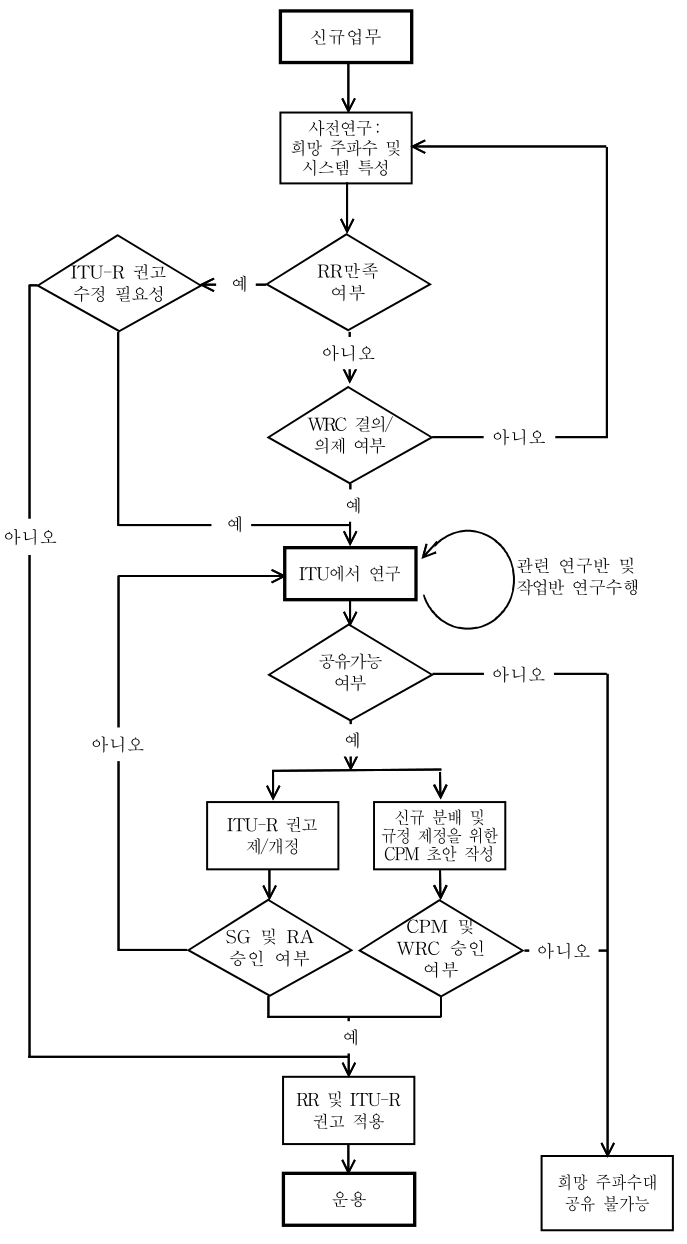 신규업무
사전연구 :
희망 주파수 및
시스템 특성
ITU-R 권고
수정 필요성
예
RR만족
여부
아니오
WRC 결의/
의제 여부
아니오
예
예
아니오
ITU에서 연구
관련 연구반 및
작업반 연구수행
공유가능
여부
아니오
예
아니오
ITU-R 권고
제/개정
신규 분배 및
규정 제정을 위한
CPM 초안 작성
SG 및 RA
승인 여부
CPM 및
WRC 승인
여부
아니오
예
RR 및 ITU-R
권고 적용
운용
희망 주파수대
공유 불가능